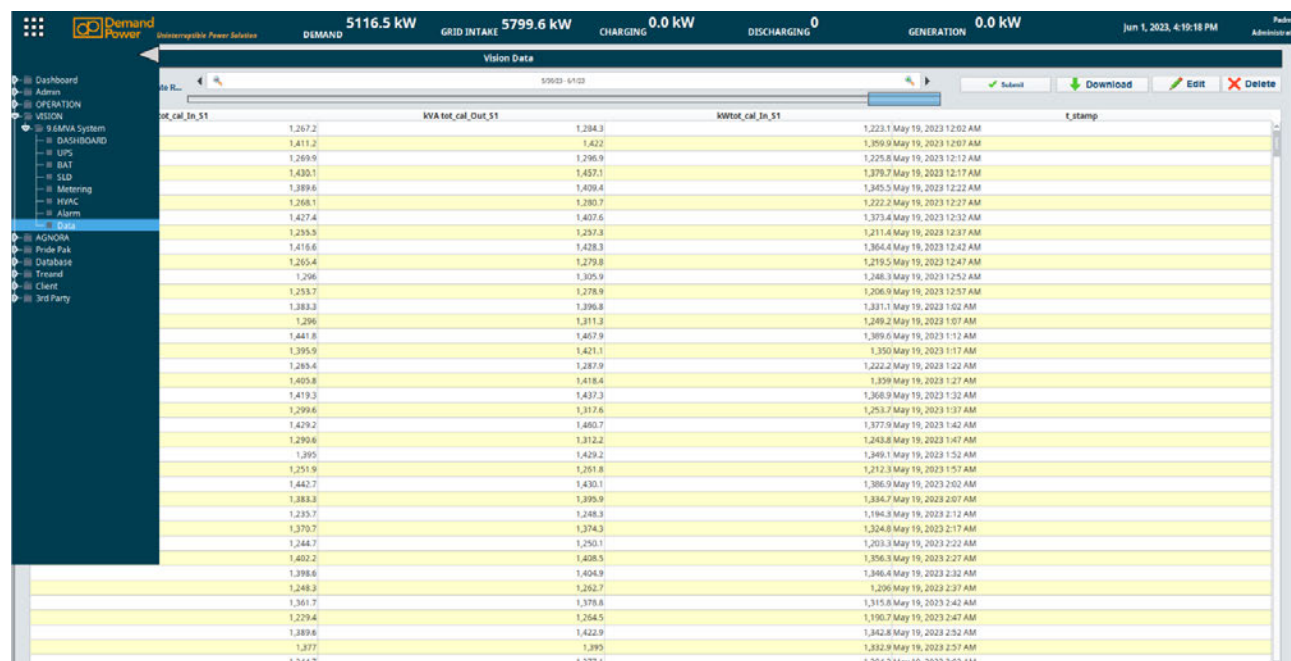 Demand Power
Uninterruptible Power Solution
DEMAND 5116.5 kW
GRID INTAKE 5799.6 kW
CHARGING 0.0 kW
DISCHARGING 0
GENERATION 0.0 kW
Jun 1, 2023, 4:19:18 PM
Vision Data
Submit
Download
Edit
Delete
Dashboard
Admin
OPERATION
VISION
9.6MVA System
DASHBOARD
UPS
BAT
SLD
Metering
HVAC
Alarm
Data
AGNORA
Pride Pak
Database
Treand
Client
3rd Party
tot_cal_In_S1 kVA tot_cal_Out_S1 kWtot_cal_In_S1 t_stamp
1,267.2 1,284.3 1,223.1 May 19, 2023 12:02 AM
1,411.2 1,422 1,359.9 May 19, 2023 12:07 AM
1,269.9 1,296.9 1,225.8 May 19, 2023 12:12 AM
1,430.1 1,457.1 1,379.7 May 19, 2023 12:17 AM
1,389.6 1,409.4 1,345.5 May 19, 2023 12:22 AM
1,268.1 1,280.7 1,222.2 May 19, 2023 12:27 AM
1,427.4 1,407.6 1,373.4 May 19, 2023 12:32 AM
1,255.5 1,257.3 1,211.4 May 19, 2023 12:37 AM
1,416.6 1,428.3 1,364.4 May 19, 2023 12:42 AM
1,265.4 1,279.8 1,219.5 May 19, 2023 12:47 AM
1,296 1,305.9 1,248.3 May 19, 2023 12:52 AM
1,253.7 1,278.9 1,206.9 May 19, 2023 12:57 AM
1,383.3 1,396.8 1,331.1 May 19, 2023 1:02 AM
1,296 1,311.3 1,249.2 May 19, 2023 1:07 AM
1,441.8 1,467.9 1,389.6 May 19, 2023 1:12 AM
1,395.9 1,421.1 1,350 May 19, 2023 1:17 AM
1,265.4 1,287.9 1,222.2 May 19, 2023 1:22 AM
1,405.8 1,418.4 1,359 May 19, 2023 1:27 AM
1,419.3 1,437.3 1,368.9 May 19, 2023 1:32 AM
1,299.6 1,317.6 1,253.7 May 19, 2023 1:37 AM
1,429.2 1,460.7 1,377.9 May 19, 2023 1:42 AM
1,290.6 1,312.2 1,243.8 May 19, 2023 1:47 AM
1,395 1,429.2 1,349.1 May 19, 2023 1:52 AM
1,251.9 1,261.8 1,212.3 May 19, 2023 1:57 AM
1,442.7 1,430.1 1,386.9 May 19, 2023 2:02 AM
1,383.3 1,395.9 1,334.7 May 19, 2023 2:07 AM
1,235.7 1,248.3 1,194.3 May 19, 2023 2:12 AM
1,370.7 1,374.3 1,324.8 May 19, 2023 2:17 AM
1,244.7 1,250.1 1,203.3 May 19, 2023 2:22 AM
1,402.2 1,408.5 1,356.3 May 19, 2023 2:27 AM
1,398.6 1,404.9 1,346.4 May 19, 2023 2:32 AM
1,248.3 1,262.7 1,206 May 19, 2023 2:37 AM
1,361.7 1,378.8 1,315.8 May 19, 2023 2:42 AM
1,229.4 1,264.5 1,190.7 May 19, 2023 2:47 AM
1,389.6 1,422.9 1,342.8 May 19, 2023 2:52 AM
1,377 1,395 1,332.9 May 19, 2023 2:57 AM